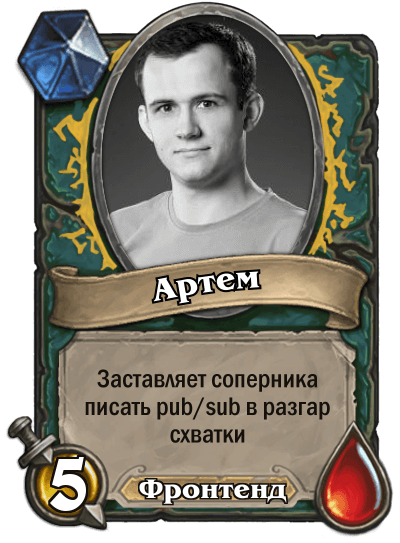 Артем
Заставляет соперника
писать pub/sub в разгар
схватки
5
Фронтенд